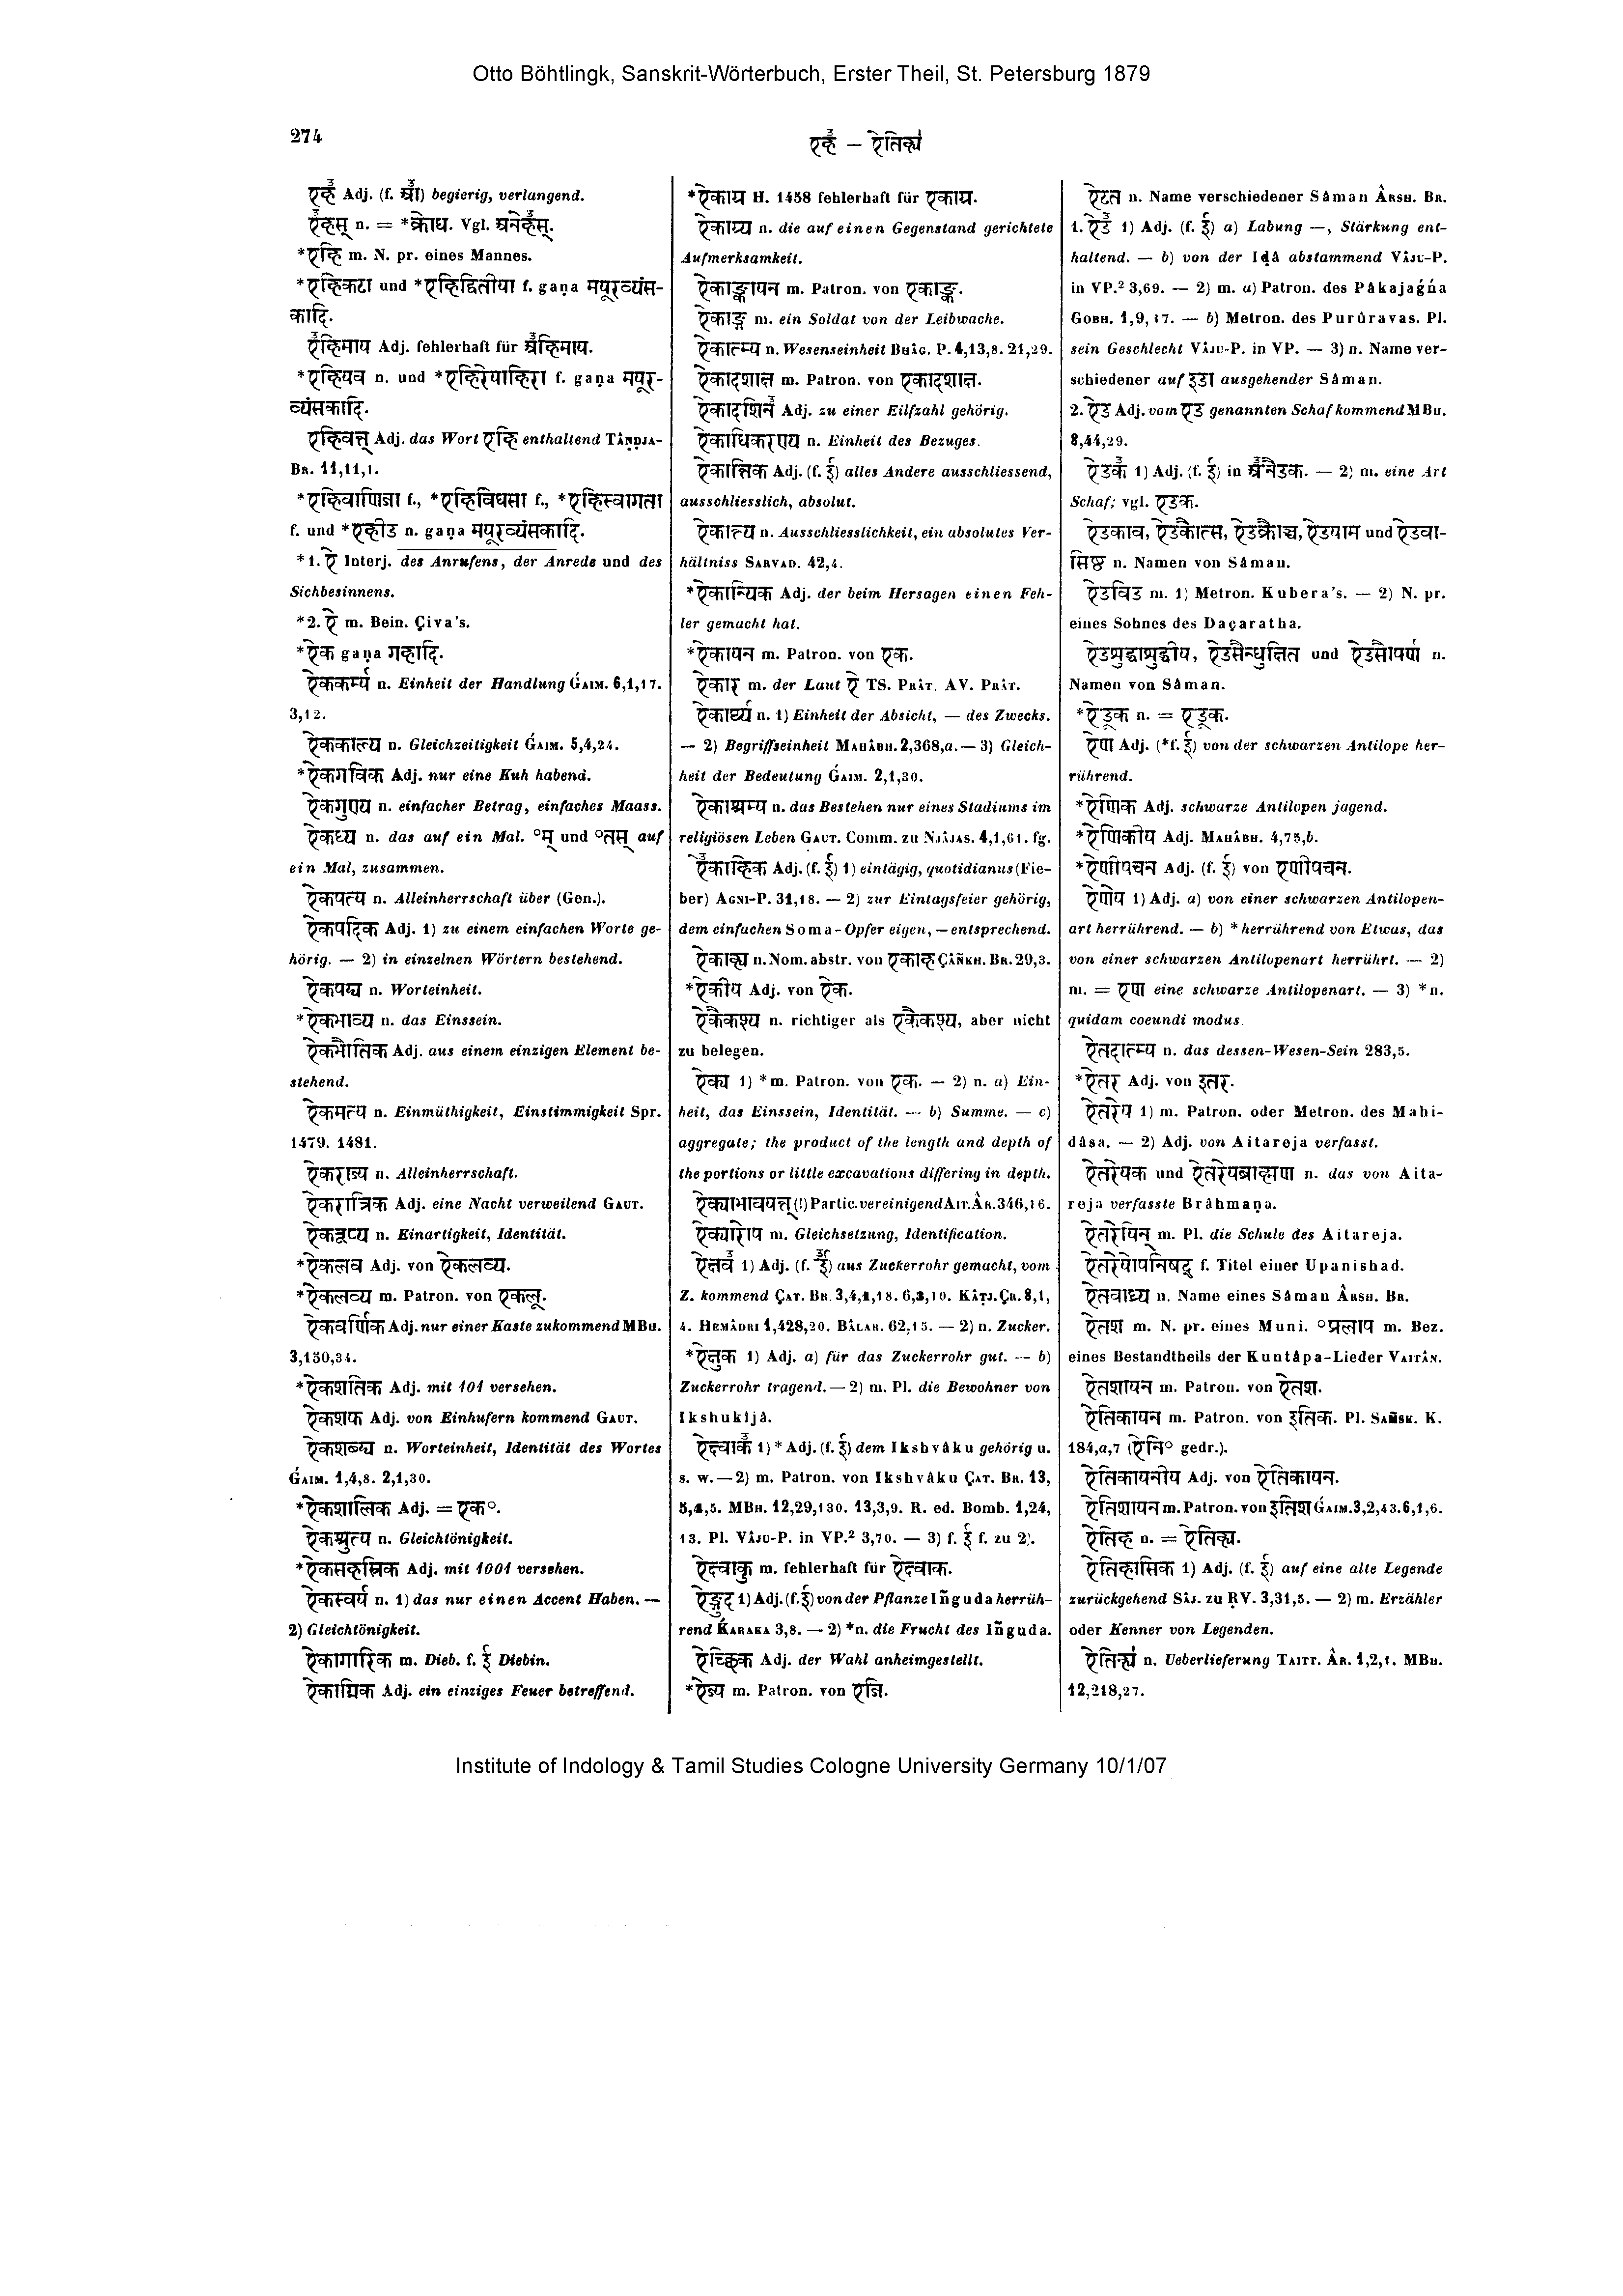 Otto Böhtlingk, Sanskrit-Wörterbuch, Erster Theil, St. Petersburg 1879
274
एहँ — ऐतिह्य
एहँ Adj. (f. आँ) begierig, verlangend.
एँहस् n. = *क्रोध. Vgl. अनेहँस्.
*एहि m. N. pr. eines Mannes.
*एहिकटा und *एहिद्वितीया f. gaṇa मयूरव्यंस-
कादि.
एँहिमाय Adj. fehlerhaft für अँहिमाय.
*एहियव n. und *एहिरेयाहिरा f. gaṇa मयूर-
व्यंसकादि.
एहिवत्त् Adj. das Wort एहि enthaltend Tâṇḍja-
Br. 11,11,1.
*एहिवाणिजा f., *एहिविघसा f., *एहिस्वागता
f. und *एहीड n. gaṇa मयूरव्यंसकादि.
*1. ऐ Interj. des Anrufens, der Anrede und des
Sichbesinnens.
*2. ऐ m. Bein. Çiva's.
*ऐक gaṇa गहादि.
ऐककर्म्य n. Einheit der Handlung Ǵaim. 6,1,17.
3,12.
ऐककाल्य n. Gleichzeitigkeit Ǵaim. 5,4,24.
*ऐकगविक Adj. nur eine Kuh habend.
ऐकगुण्य n. einfacher Betrag, einfaches Maass.
ऐकध्य n. das auf ein Mal. °म् und °तस् auf
ein Mal, zusammen.
ऐकपत्य n. Alleinherrschaft über (Gen.).
ऐकपदिक Adj. 1) zu einem einfachen Worte ge-
hörig. — 2) in einzelnen Wörtern bestehend.
ऐकपद्य n. Worteinheit.
*ऐकभाव्य n. das Einssein.
ऐकभौतिक Adj. aus einem einzigen Element be-
stehend.
ऐकमत्य n. Einmüthigkeit, Einstimmigkeit Spr.
1479. 1481.
ऐकराज्य n. Alleinherrschaft.
ऐकरात्रिक Adj. eine Nacht verweilend Gaut.
ऐकरूप्य n. Einartigkeit, Identität.
*ऐकलव Adj. von ऐकलव्य.
*ऐकलव्य m. Patron. von एकलू.
ऐकवर्णिक Adj. nur einer Kaste zukommend MBh.
3,150,34.
*ऐकशतिक Adj. mit 101 versehen.
ऐकशफ Adj. von Einhufern kommend Gaut.
ऐकशब्द्य n. Worteinheit, Identität des Wortes
Ǵaim. 1,4,8. 2,1,30.
*ऐकशालिक Adj. = एक°.
ऐकश्रुत्य n. Gleichtönigkeit.
*ऐकसहस्रिक Adj. mit 1001 versehen.
ऐकस्वर्य n. 1) das nur einen Accent Haben. —
2) Gleichtönigkeit.
ऐकागारिक m. Dieb. f. ई Diebin.
ऐकाग्निक Adj. ein einziges Feuer betreffend.
*ऐकाय H. 1458 fehlerhaft für एकाय.
ऐकाग्र्य n. die auf einen Gegenstand gerichtete
Aufmerksamkeit.
ऐकाङ्कायन m. Patron. von एकाङ्क.
ऐकाङ्ग m. ein Soldat von der Leibwache.
ऐकात्म्य n. Wesenseinheit Bhâg. P. 4,13,8. 21,29.
ऐकादशाक्ष m. Patron. von एकादशाक्ष.
ऐकादशिनँ Adj. zu einer Eilfzahl gehörig.
ऐकाधिकरण्य n. Einheit des Bezuges.
ऐकान्तिक Adj. (f. ई) alles Andere ausschliessend,
ausschliesslich, absolut.
ऐकान्त्य n. Ausschliesslichkeit, ein absolutes Ver-
hältniss Sarvad. 42,4.
*ऐकान्यिक Adj. der beim Hersagen einen Feh-
ler gemacht hat.
*ऐकायन m. Patron. von एक.
ऐकार m. der Laut ऐ TS. Prât. AV. Prât.
ऐकार्थ्य n. 1) Einheit der Absicht, — des Zwecks.
— 2) Begriffseinheit Mahâbh. 2,368,a. — 3) Gleich-
heit der Bedeutung Ǵaim. 2,1,30.
ऐकाश्रम्य n. das Bestehen nur eines Stadiums im
religiösen Leben Gaut. Comm. zu Njâjas. 4,1,61. fg.
ऐँकाहिक Adj. (f. ई) 1) eintägig, quotidianus (Fie-
ber) Agni-P. 31,18. — 2) zur Eintagsfeier gehörig,
dem einfachen Soma-Opfer eigen, — entsprechend.
ऐकाह्य n. Nom. abstr. von एकाह Çâṅkh. Br. 29,3.
*ऐकीय Adj. von ऐक.
ऐकैकश्य n. richtiger als एकैकश्य, aber nicht
zu belegen.
ऐक्य 1) *m. Patron. von एक. — 2) n. a) Ein-
heit, das Einssein, Identität. — b) Summe. — c)
aggregate; the product of the length and depth of
the portions or little excavations differing in depth.
ऐक्याभावयत्त् (!) Partic. vereinigend Ait. Âr. 346,16.
ऐक्यारोप m. Gleichsetzung, Identification.
ऐक्षवँ 1) Adj. (f. ईँ) aus Zuckerrohr gemacht, vom
Z. kommend Çat. Br. 3,4,1,18. 6,3,10. Kâtj. Çr. 8,1,
4. Hemâdri 1,428,20. Bâlar. 62,15. — 2) n. Zucker.
*ऐक्षुक 1) Adj. a) für das Zuckerrohr gut. — b)
Zuckerrohr tragend. — 2) m. Pl. die Bewohner von
Ikshukîjâ.
ऐक्ष्वाकँ 1) *Adj. (f. ई) dem Ikshvâku gehörig u.
s. w. — 2) m. Patron. von Ikshvâku Çat. Br. 13,
5,4,5. MBh. 12,29,130. 13,3,9. R. ed. Bomb. 1,24,
13. Pl. Vâju-P. in VP.² 3,70. — 3) f. ई f. zu 2).
ऐक्ष्वाकु m. fehlerhaft für ऐक्ष्वाक.
ऐङ्गुद 1) Adj. (f. ई) von der Pflanze Iñguda herrüh-
rend Ḱaraka 3,8. — 2) *n. die Frucht des Iñguda.
ऐच्छिक Adj. der Wahl anheimgestellt.
*ऐज्य m. Patron. von एजि.
ऐटत n. Name verschiedener Sâman Ârsh. Br.
1. ऐडँ 1) Adj. (f. ई) a) Labung —, Stärkung ent-
haltend. — b) von der Iḍâ abstammend Vâju-P.
in VP.² 3,69. — 2) m. a) Patron. des Pâkajaǵńa
Gobh. 1,9,17. — b) Metron. des Purûravas. Pl.
sein Geschlecht Vâju-P. in VP. — 3) n. Name ver-
schiedener auf इडा ausgehender Sâman.
2. ऐड Adj. vom एड genannten Schaf kommend MBh.
8,44,29.
ऐडकँ 1) Adj. (f. ई) in अँनैडक. — 2) m. eine Art
Schaf; vgl. एडक.
ऐडकाव, ऐडकौत्स, ऐडक्रौञ्च, ऐडयाम und ऐडवा-
सिष्ठ n. Namen von Sâman.
ऐडविड m. 1) Metron. Kubera's. — 2) N. pr.
eines Sohnes des Daçaratha.
ऐडशुद्धाशुद्धीय, ऐडसैन्धुक्षित und ऐडसौपर्ण n.
Namen von Sâman.
*ऐडूक n. = एडूक.
ऐण Adj. (*f. ई) von der schwarzen Antilope her-
rührend.
*ऐणिक Adj. schwarze Antilopen jagend.
*ऐणिकीय Adj. Mahâbh. 4,75,b.
*ऐणीपचन Adj. (f. ई) von एणीपचन.
ऐणेय 1) Adj. a) von einer schwarzen Antilopen-
art herrührend. — b) *herrührend von Etwas, das
von einer schwarzen Antilopenart herrührt. — 2)
m. = एण eine schwarze Antilopenart. — 3) *n.
quidam coeundi modus.
ऐतदात्म्य n. das dessen-Wesen-Sein 283,5.
*ऐतर Adj. von इतर.
ऐतरेय 1) m. Patron. oder Metron. des Mahi-
dâsa. — 2) Adj. von Aitareja verfasst.
ऐतरेयक und ऐतरेयब्राह्मण n. das von Aita-
reja verfasste Brâhmaṇa.
ऐतरेयिन् m. Pl. die Schule des Aitareja.
ऐतरेयोपनिषद् f. Titel einer Upanishad.
ऐतवाध्य n. Name eines Sâman Ârsh. Br.
ऐतश m. N. pr. eines Muni. °प्रलाप m. Bez.
eines Bestandtheils der Kuntâpa-Lieder Vaitân.
ऐतशायन m. Patron. von ऐतश.
ऐतिकायन m. Patron. von इतिक. Pl. Saṁsk. K.
184,a,7 (ऐनि° gedr.).
ऐतिकायनीय Adj. von ऐतिकायन.
ऐतिशायन m. Patron. von इतिश Ǵaim. 3,2,43. 6,1,6.
ऐतिह n. = ऐतिह्य.
ऐतिहासिक 1) Adj. (f. ई) auf eine alte Legende
zurückgehend Sâj. zu ṚV. 3,31,5. — 2) m. Erzähler
oder Kenner von Legenden.
ऐतिह्य n. Ueberlieferung Taitt. Âr. 1,2,1. MBh.
12,218,27.
Institute of Indology & Tamil Studies Cologne University Germany 10/1/07